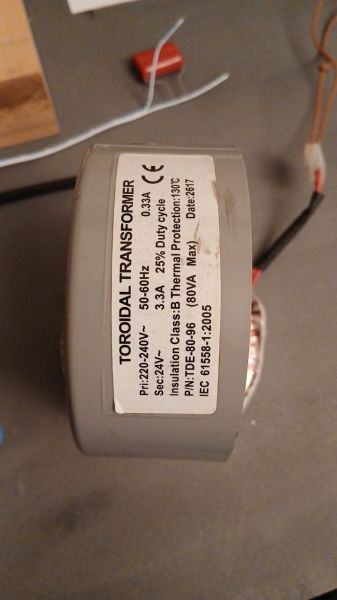 TOROIDAL TRANSFORMER
Pri:220-240V~ 50-60Hz 0.33A CE
Sec:24V~ 3.3A 25% Duty cycle
Insulation Class:B Thermal Protection:130℃
P/N:TDE-80-96 (80VA Max) Date:2617
IEC 61558-1:2005